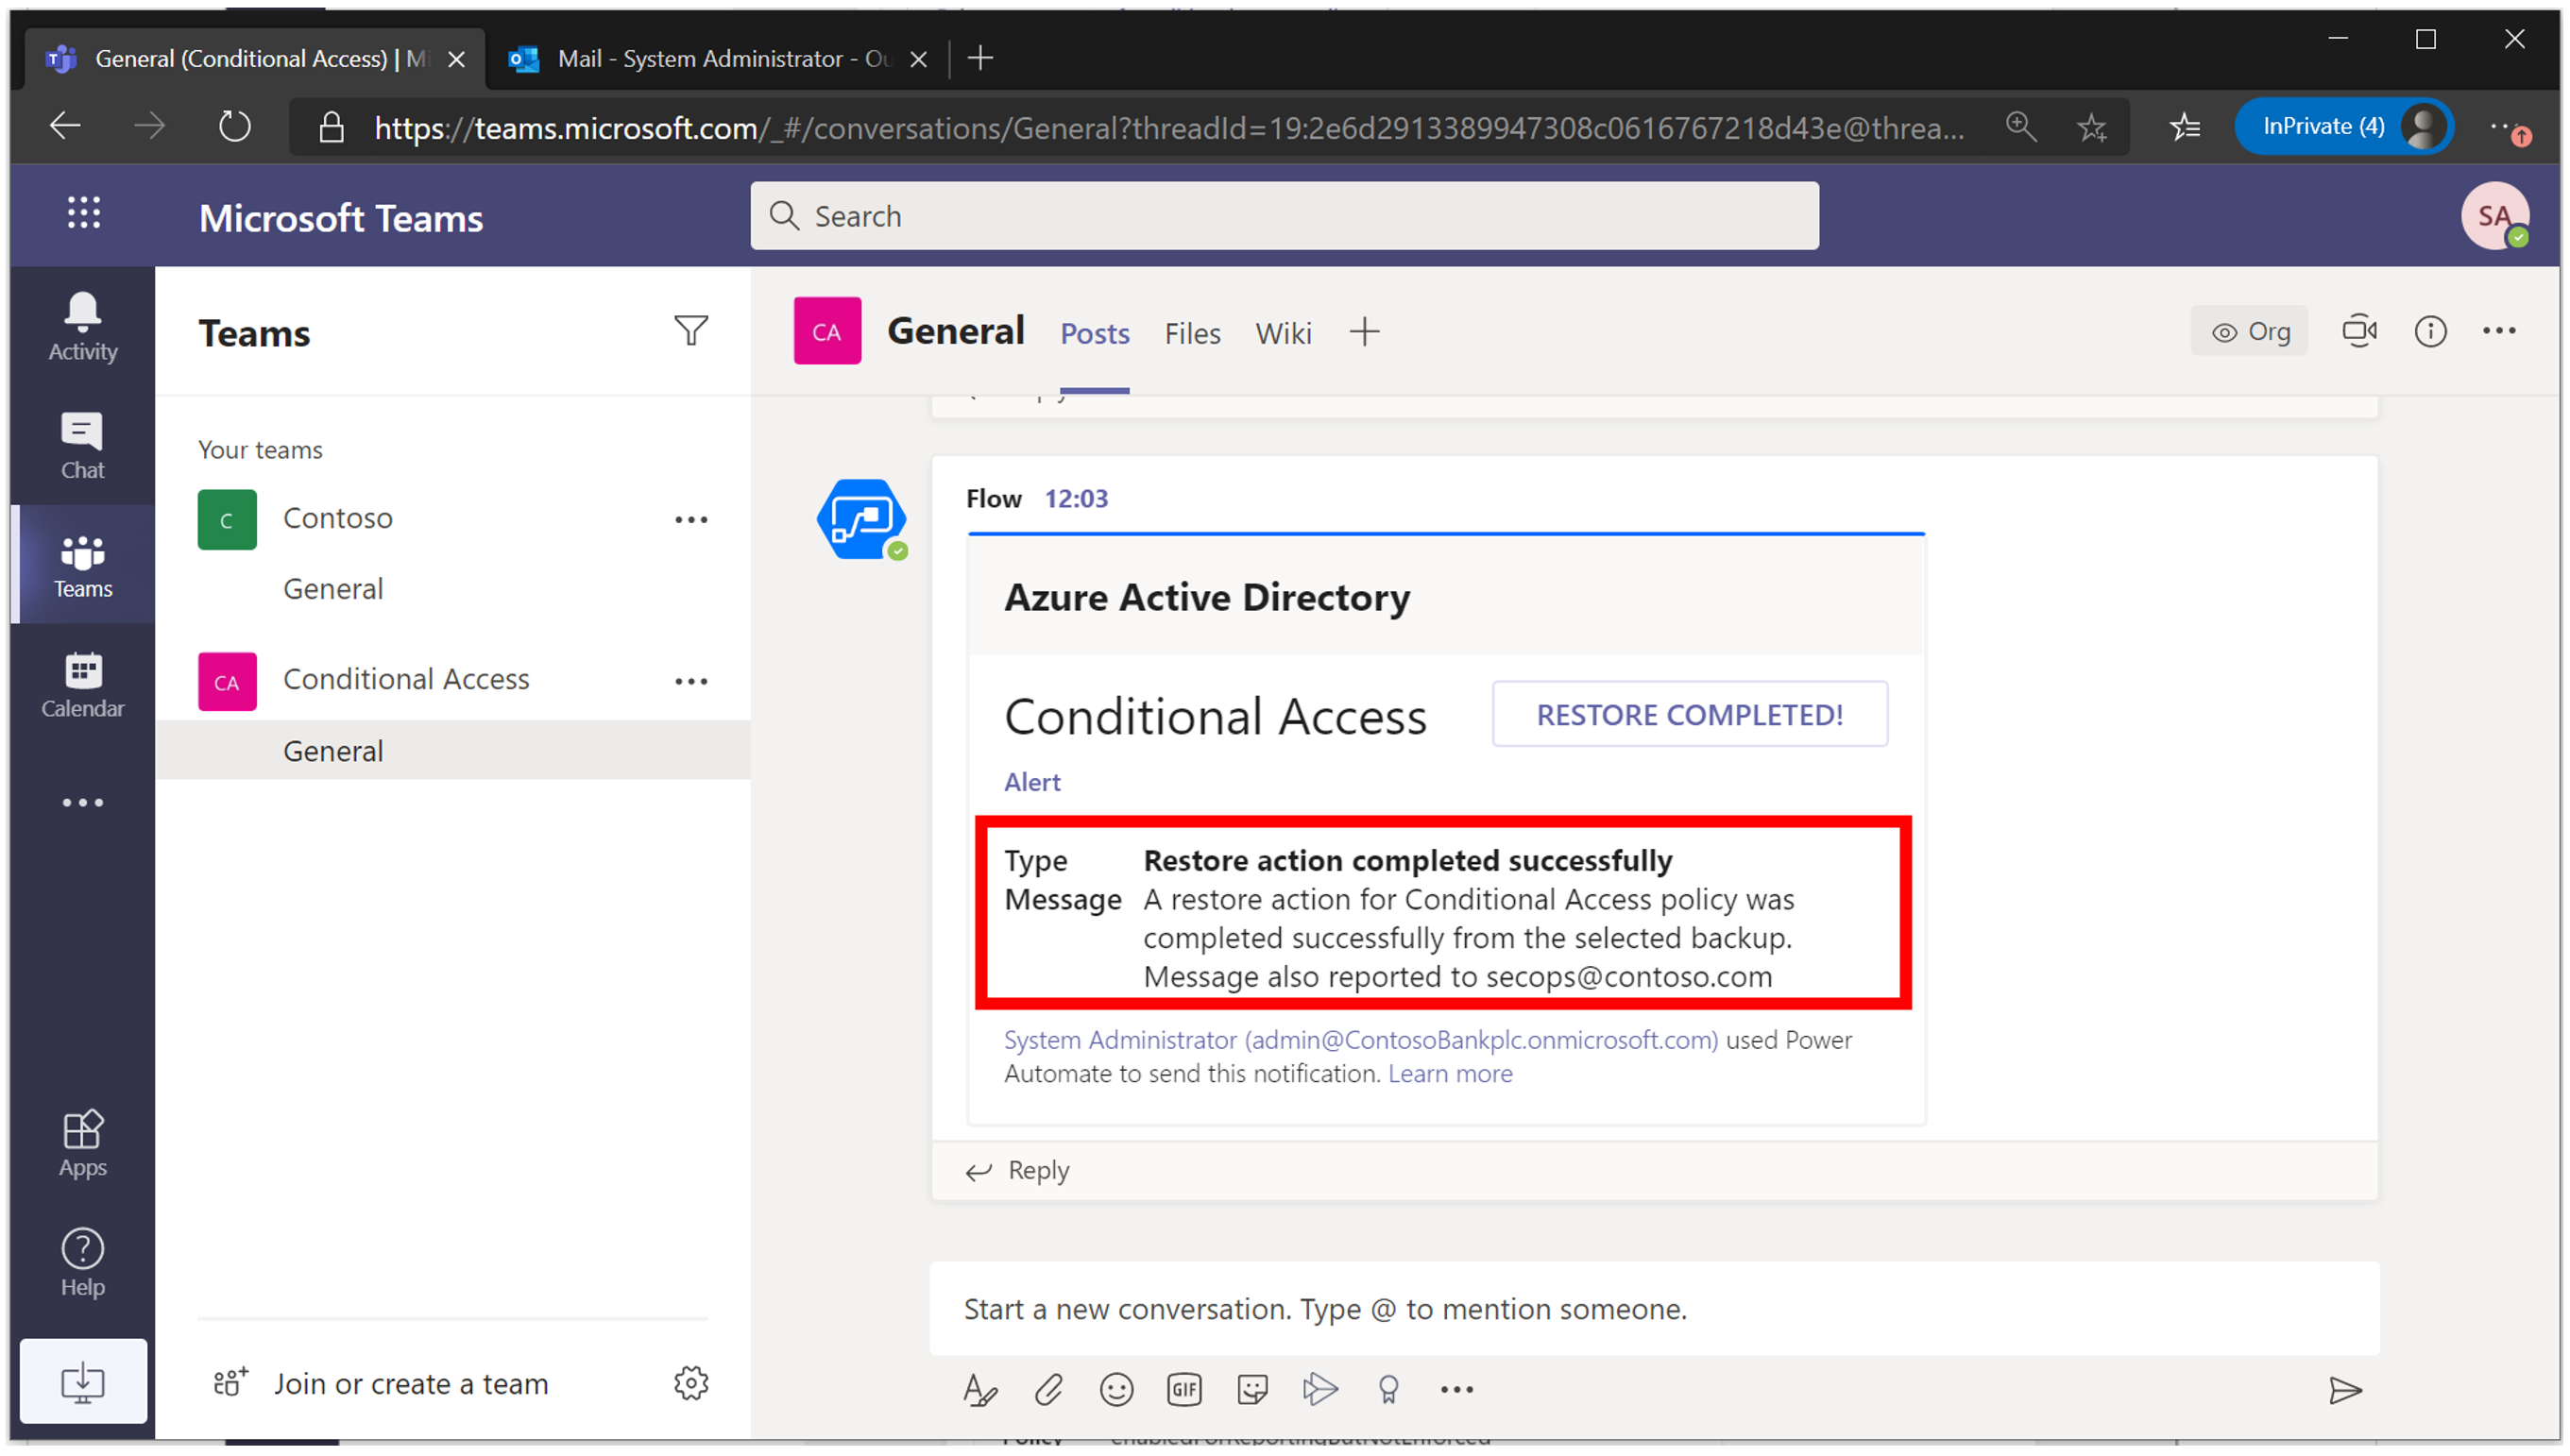 General (Conditional Access) | Mi
Mail - System Administrator - Ou
https://teams.microsoft.com/_#/conversations/General?threadId=19:2e6d2913389947308c0616767218d43e@threa...
InPrivate (4)
Microsoft Teams
Search
SA
Activity
Chat
Teams
Calendar
Apps
Help
Teams
Your teams
C
Contoso
General
CA
Conditional Access
General
Join or create a team
CA
General
Posts
Files
Wiki
Org
Flow 12:03
Azure Active Directory
Conditional Access
RESTORE COMPLETED!
Alert
Type Restore action completed successfully
Message A restore action for Conditional Access policy was
completed successfully from the selected backup.
Message also reported to secops@contoso.com
System Administrator (admin@ContosoBankplc.onmicrosoft.com) used Power
Automate to send this notification. Learn more
Reply
Start a new conversation. Type @ to mention someone.
GIF